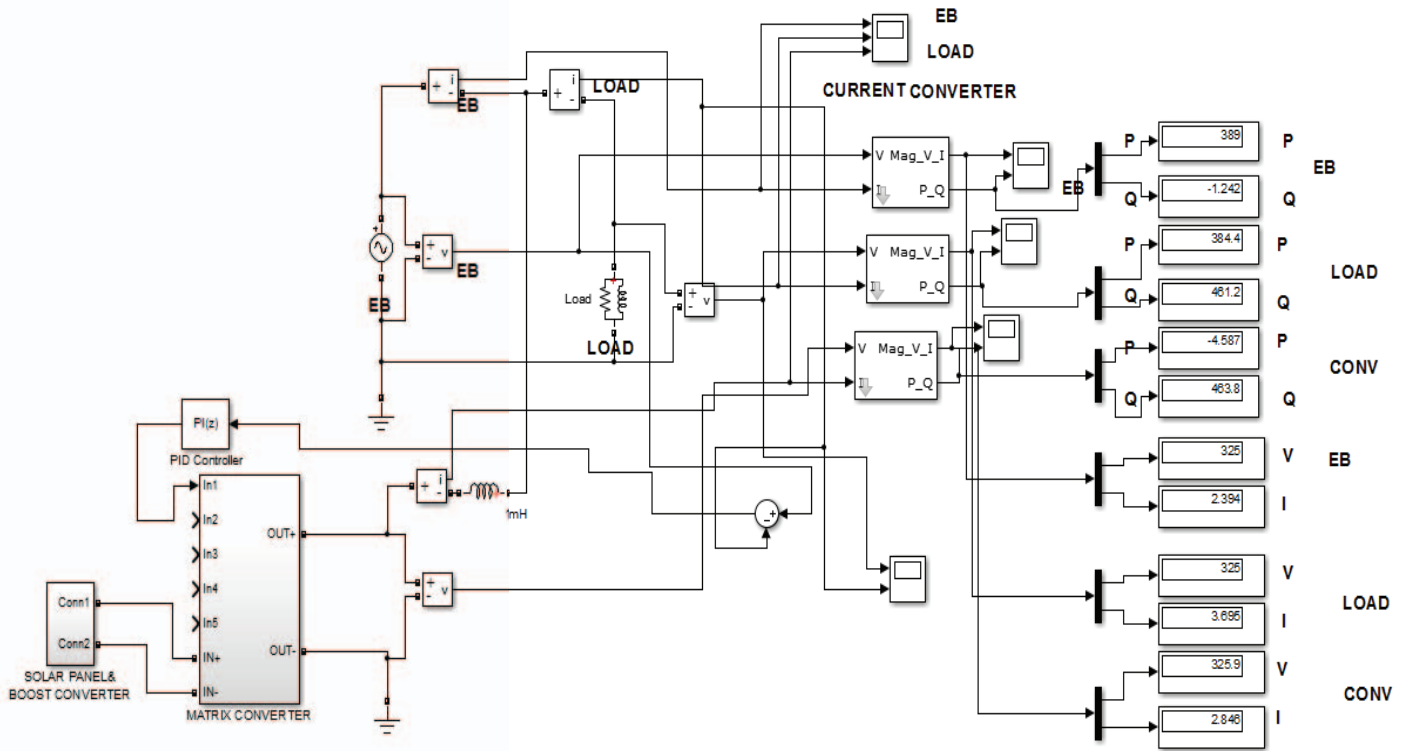 EB
LOAD
CURRENT CONVERTER
i
+
-
EB
i
+
-
LOAD
V Mag_V_I
I P_Q
EB
P 389 P
EB
Q -1.242 Q
+
+
-
v
EB
EB
Load
LOAD
+
-
v
V Mag_V_I
I P_Q
P 384.4 P
LOAD
Q 461.2 Q
V Mag_V_I
I P_Q
P -4.587 P
CONV
Q 463.8 Q
PI(z)
PID Controller
i
+
-
1mH
325 V EB
2.394 I
-
+
In1
In2
In3
In4
In5
IN+
IN-
OUT+
OUT-
MATRIX CONVERTER
+
-
v
Conn1
Conn2
SOLAR PANEL&
BOOST CONVERTER
325 V
LOAD
3.695 I
325.9 V
CONV
2.846 I